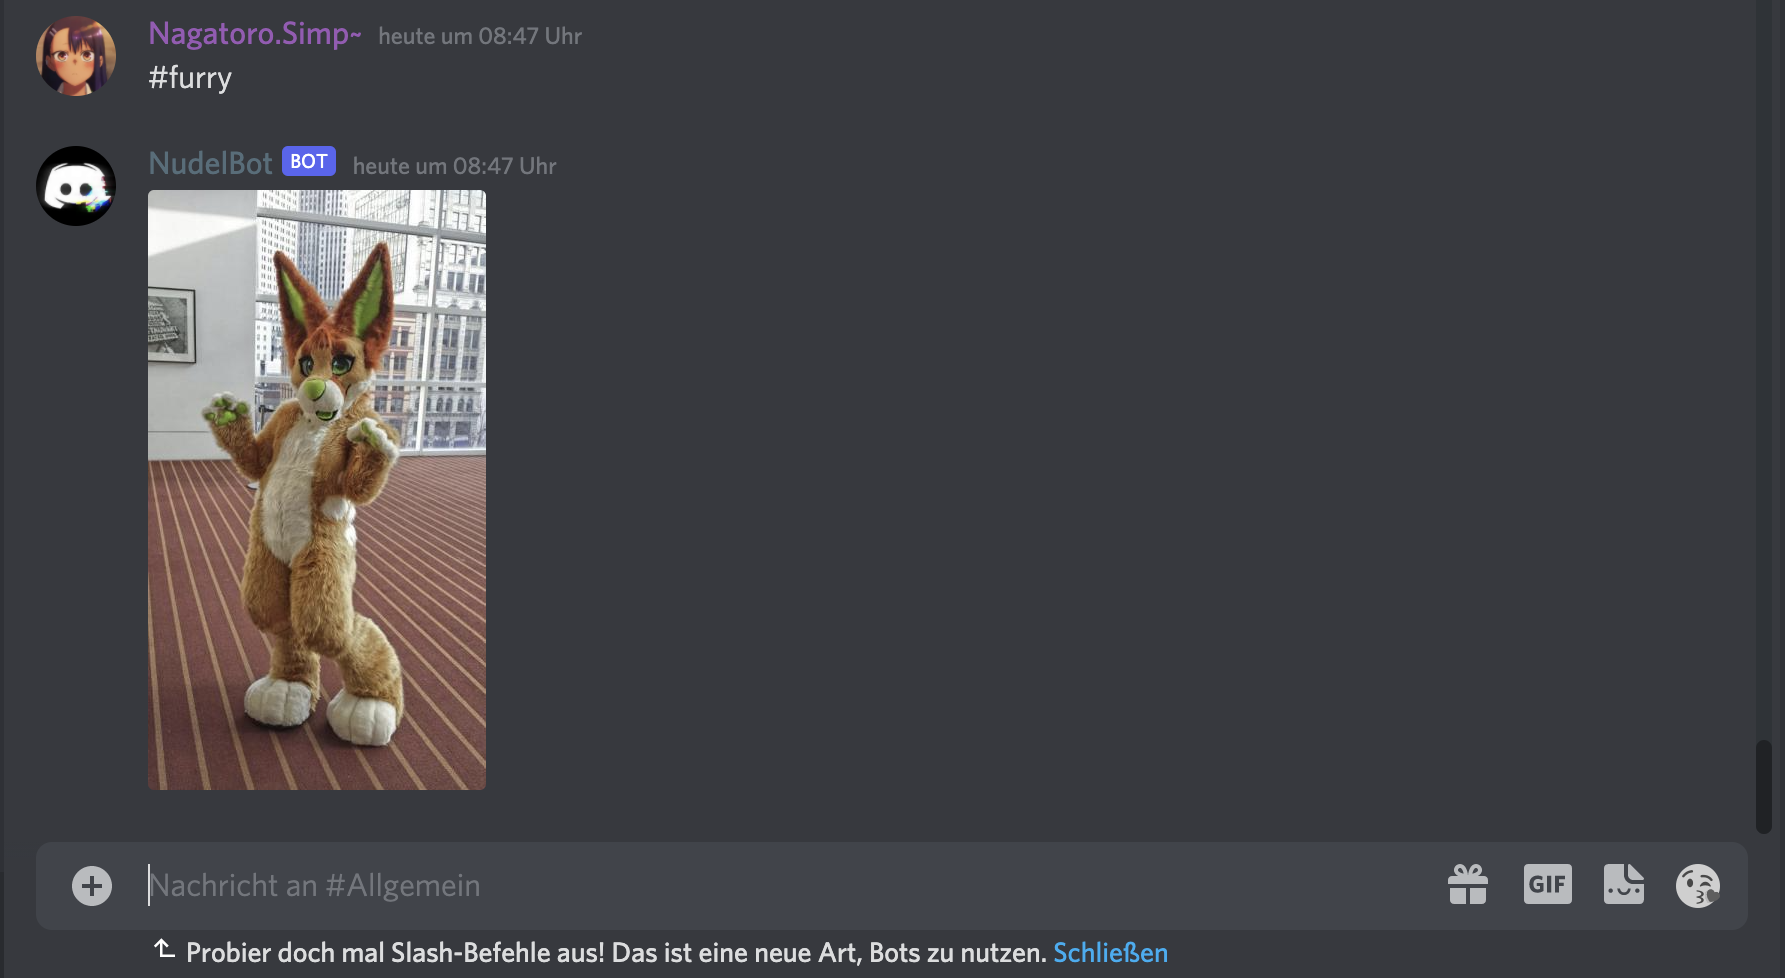 Nagatoro.Simp~ heute um 08:47 Uhr
#furry
NudelBot BOT heute um 08:47 Uhr
Nachricht an #Allgemein
GIF
Probier doch mal Slash-Befehle aus! Das ist eine neue Art, Bots zu nutzen. Schließen